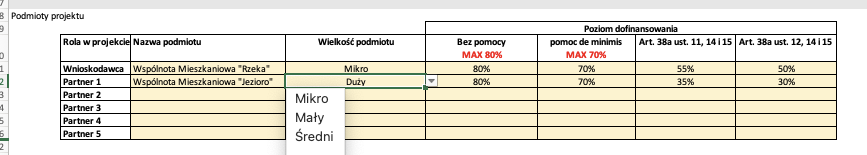 Podmioty projektu
Poziom dofinansowania
Rola w projekcie Nazwa podmiotu Wielkość podmiotu Bez pomocy pomoc de minimis Art. 38a ust. 11, 14 i 15 Art. 38a ust. 12, 14 i 15
MAX 80% MAX 70%
Wnioskodawca Wspólnota Mieszkaniowa "Rzeka" Mikro 80% 70% 55% 50%
Partner 1 Wspólnota Mieszkaniowa "Jezioro" Duży 80% 70% 35% 30%
Partner 2
Partner 3
Partner 4
Partner 5
Mikro
Mały
Średni